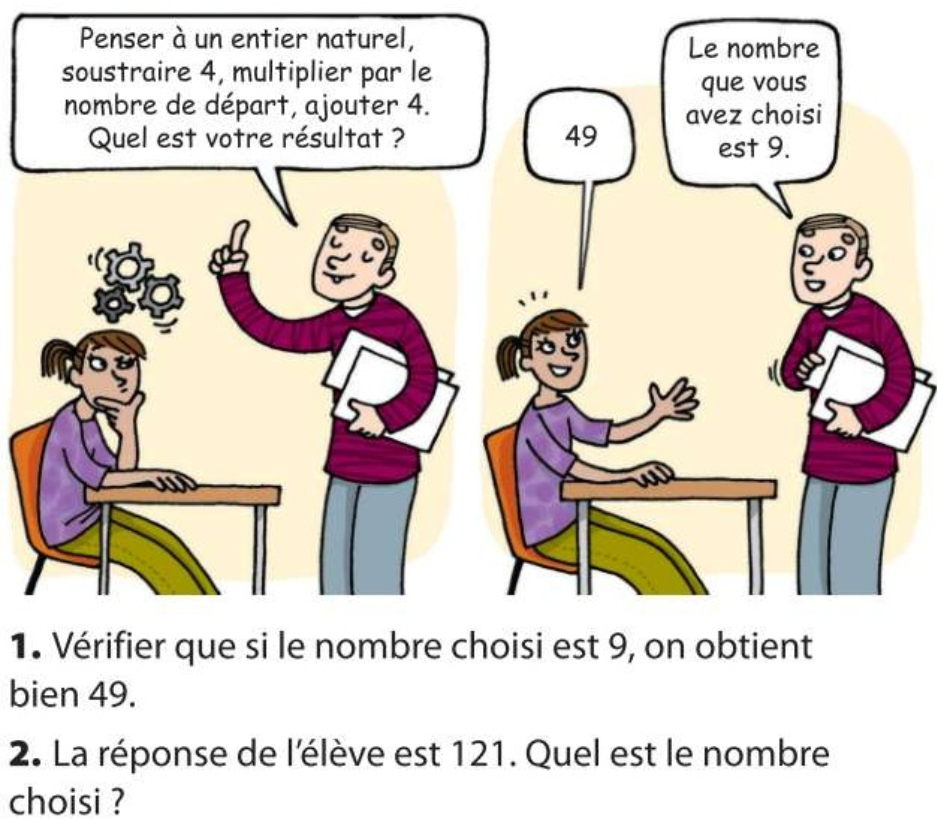 Penser à un entier naturel,
soustraire 4, multiplier par le
nombre de départ, ajouter 4.
Quel est votre résultat ?
49
Le nombre
que vous
avez choisi
est 9.
1. Vérifier que si le nombre choisi est 9, on obtient
bien 49.
2. La réponse de l'élève est 121. Quel est le nombre
choisi ?